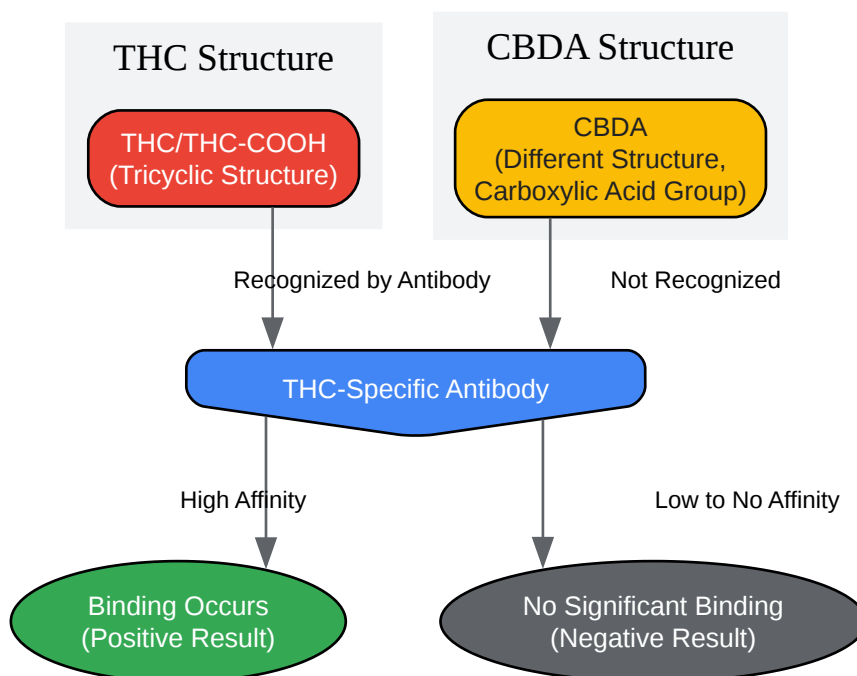 THC Structure
CBDA Structure
THC/THC-COOH
(Tricyclic Structure)
CBDA
(Different Structure,
Carboxylic Acid Group)
Recognized by Antibody
Not Recognized
THC-Specific Antibody
High Affinity
Low to No Affinity
Binding Occurs
(Positive Result)
No Significant Binding
(Negative Result)